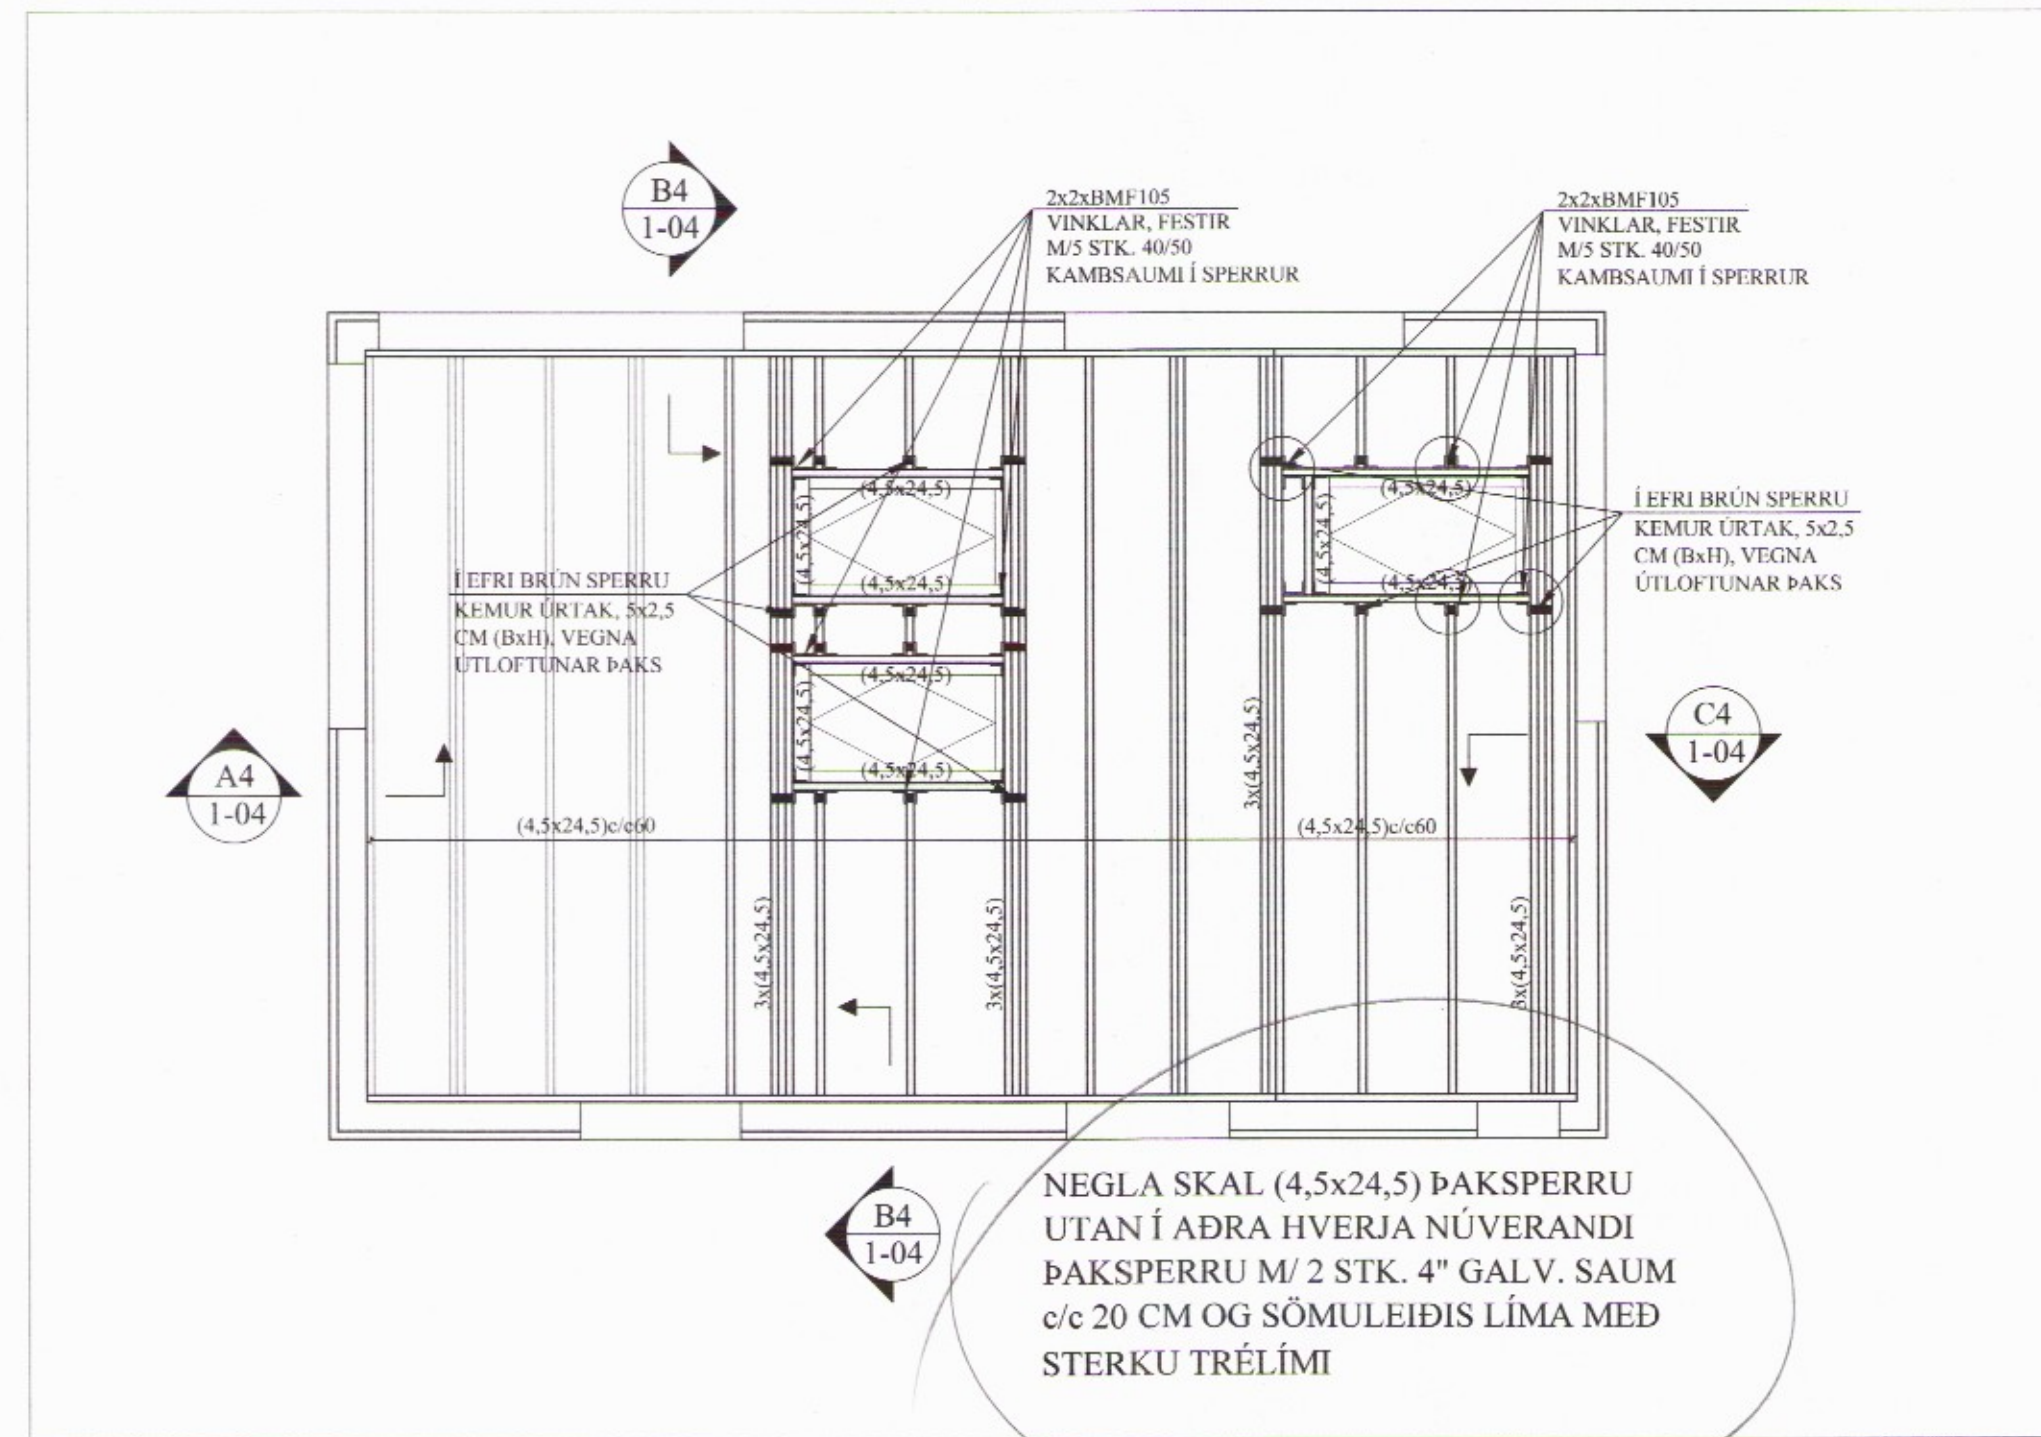 B4
1-04
2x2xBMF105
VINKLAR, FESTIR
M/5 STK. 40/50
KAMBSAUMI Í SPERRUR
2x2xBMF105
VINKLAR, FESTIR
M/5 STK. 40/50
KAMBSAUMI Í SPERRUR
(4,5x24,5)
(4,5x24,5)
(4,5x24,5)
(4,5x24,5)
(4,5x24,5)
(4,5x24,5)
Í EFRI BRÚN SPERRU
KEMUR ÚRTAK, 5x2,5
CM (BxH), VEGNA
ÚTLOFTUNAR ÞAKS
Í EFRI BRÚN SPERRU
KEMUR ÚRTAK, 5x2,5
CM (BxH), VEGNA
ÚTLOFTUNAR ÞAKS
(4,5x24,5)
(4,5x24,5)
(4,5x24,5)
3x(4,5x24,5)
A4
1-04
C4
1-04
(4,5x24,5)c/c60
(4,5x24,5)c/c60
3x(4,5x24,5)
3x(4,5x24,5)
3x(4,5x24,5)
B4
1-04
NEGLA SKAL (4,5x24,5) ÞAKSPERRU
UTAN Í AÐRA HVERJA NÚVERANDI
ÞAKSPERRU M/ 2 STK. 4" GALV. SAUM
c/c 20 CM OG SÖMULEIÐIS LÍMA MEÐ
STERKU TRÉLÍMI